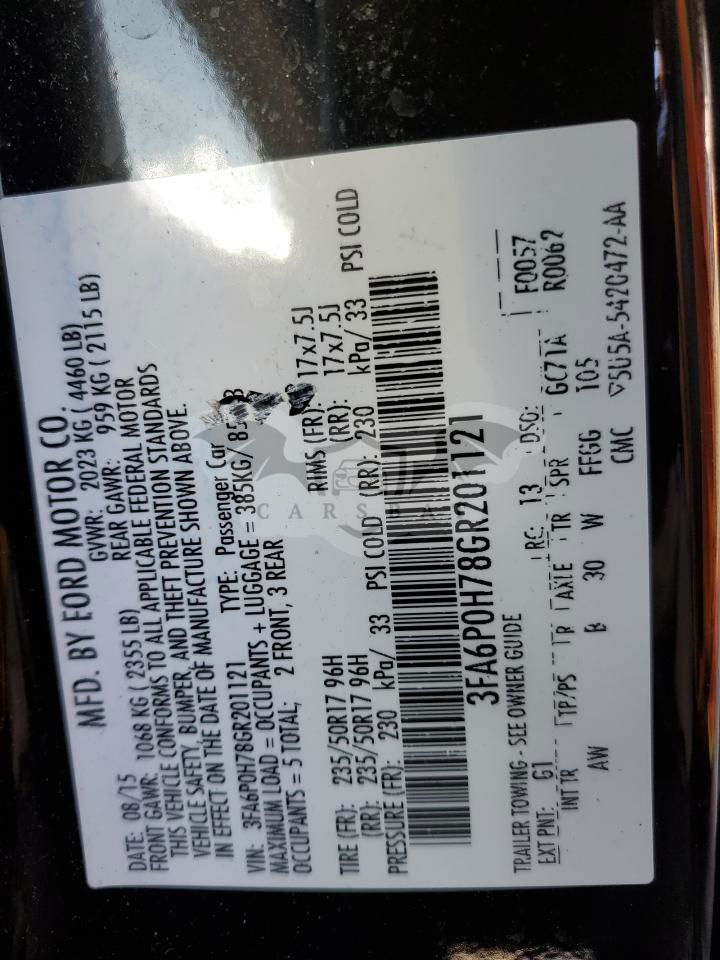 MFD. BY FORD MOTOR CO.
DATE: 08/15 GVWR: 2023 KG ( 4460 LB)
FRONT GAWR: 1068 KG ( 2355 LB) REAR GAWR: 959 KG ( 2115 LB)
THIS VEHICLE CONFORMS TO ALL APPLICABLE FEDERAL MOTOR
VEHICLE SAFETY, BUMPER, AND THEFT PREVENTION STANDARDS
IN EFFECT ON THE DATE OF MANUFACTURE SHOWN ABOVE.
VIN: 3FA6P0H78GR201121 TYPE: Passenger Car
MAXIMUM LOAD = OCCUPANTS + LUGGAGE = 385KG/
OCCUPANTS = 5 TOTAL; 2 FRONT, 3 REAR
TIRE (FR): 235/50R17 96H RIMS (FR): 17x7.5J
(RR): 235/50R17 96H (RR): 17x7.5J
PRESSURE (FR): 230 kPa/ 33 PSI COLD (RR): 230 kPa/ 33 PSI COLD
3FA6P0H78GR201121
TRAILER TOWING - SEE OWNER GUIDE
EXT PNT: G1 RC: 13 DSO: F0057
R0062
INT TR TP/PS R AXLE TR SPR GC71A
AW B 30 W FFGG 105
CMC 5U5A-5420472-AA